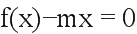 f(x)−mx = 0